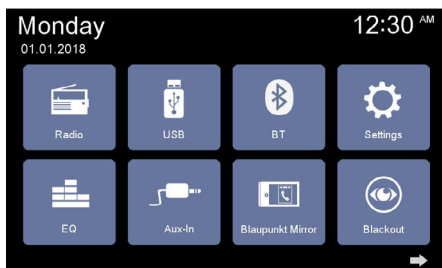 Monday
12:30 AM
01.01.2018
Radio
USB
BT
Settings
EQ
Aux-In
Blaupunkt Mirror
Blackout